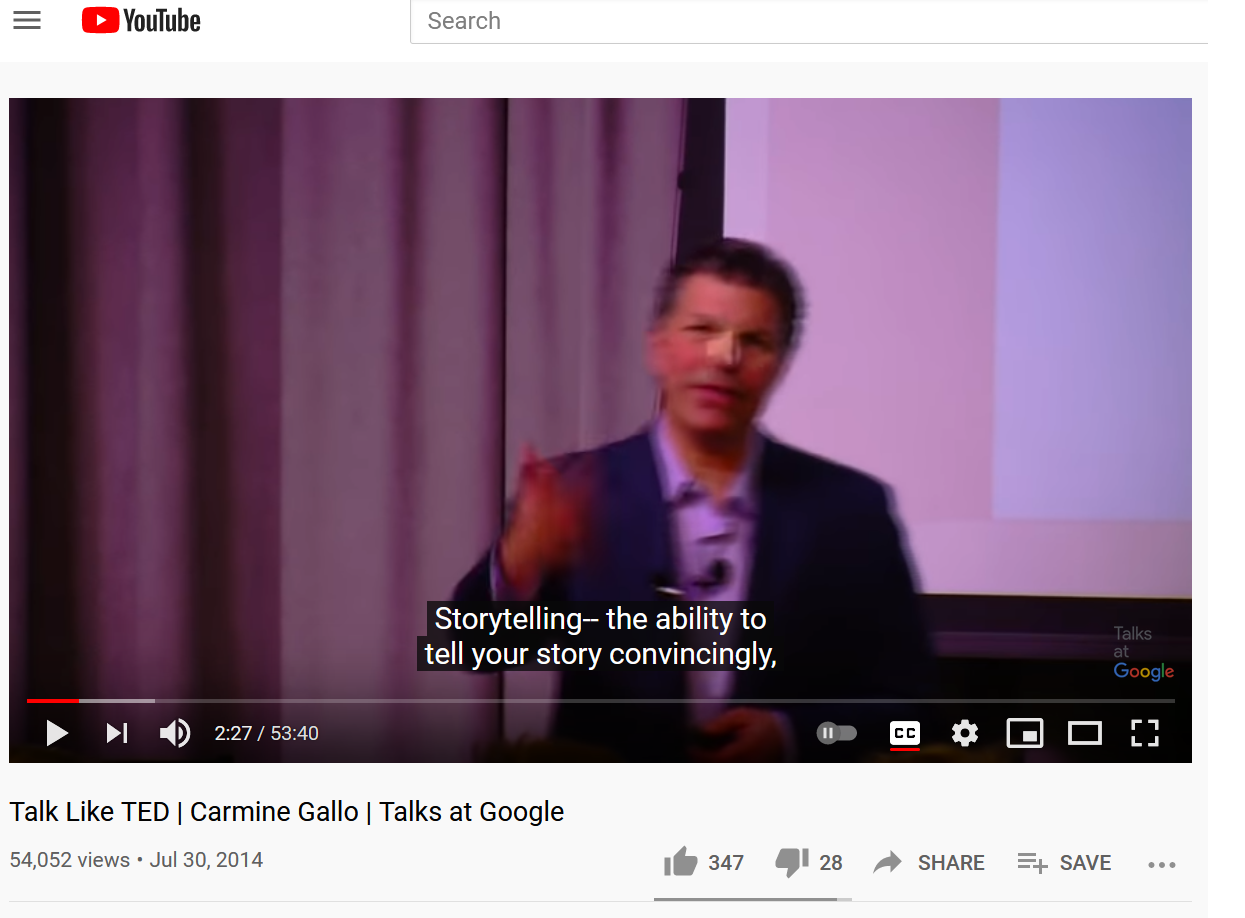 YouTube
Search
Storytelling-- the ability to
tell your story convincingly,
Talks
at
Google
2:27 / 53:40
CC
Talk Like TED | Carmine Gallo | Talks at Google
54,052 views • Jul 30, 2014
347
28
SHARE
SAVE